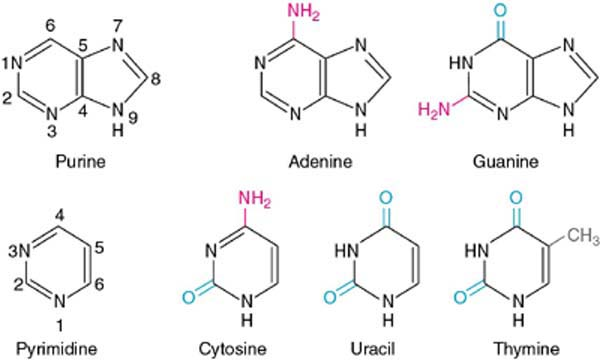 6
7
NH₂
O
1N
5
N
N
N
HN
N
2
N
4
N
9
8
N
N
H₂N
N
N
3
H
H
H
Purine
Adenine
Guanine
4
NH₂
O
O
CH₃
3N
5
N
HN
HN
2
6
O
O
O
N
N
N
N
1
H
H
H
Pyrimidine
Cytosine
Uracil
Thymine